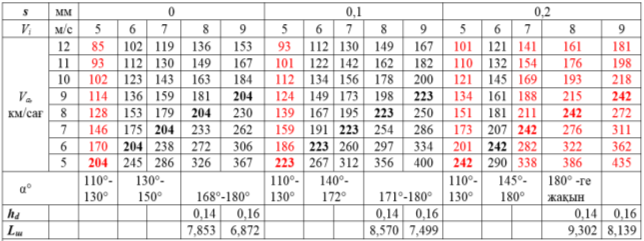 s мм 0 0,1 0,2
Vi м/с 5 6 7 8 9 5 6 7 8 9 5 6 7 8 9
12 85 102 119 136 153 93 112 130 149 167 101 121 141 161 181
11 93 112 130 149 167 101 122 142 162 182 110 132 154 176 198
10 102 123 143 163 184 112 134 156 178 200 121 145 169 193 218
Va, км/сағ 9 114 136 159 181 204 124 149 173 198 223 134 161 188 215 242
8 128 153 179 204 230 139 167 195 223 250 151 181 211 242 272
7 146 175 204 233 262 159 191 223 254 286 173 207 242 276 311
6 170 204 238 272 306 186 223 260 297 334 201 242 282 322 362
5 204 245 286 326 367 223 267 312 356 400 242 290 338 386 435
α° 110°-130° 130°-150° 168°-180° 110°-130° 140°-172° 171°-180° 110°-130° 145°-180° 180° -ге жақын
hd 0,14 0,16 0,14 0,16 0,14 0,16
Lш 7,853 6,872 8,570 7,499 9,302 8,139